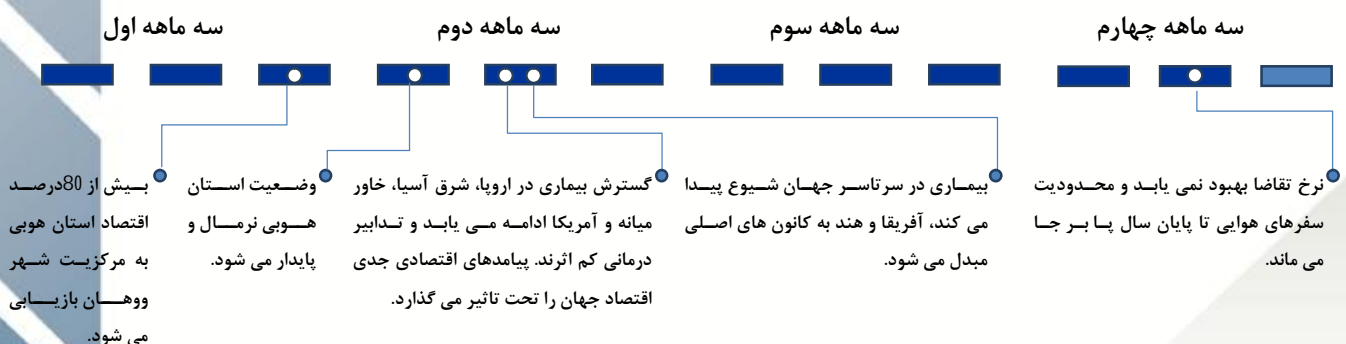 سه ماهه اول
سه ماهه دوم
سه ماهه سوم
سه ماهه چهارم
بیش از 80درصد
اقتصاد استان هوبی
به مرکزیت شهر
ووهان بازیابی
می شود.
وضعیت استان
هوبی نرمال و
پایدار می شود.
گسترش بیماری در اروپا، شرق آسیا، خاور
میانه و آمریکا ادامه می یابد و تدابیر
درمانی کم اثرند. پیامدهای اقتصادی جدی
اقتصاد جهان را تحت تاثیر می گذارد.
بیماری در سرتاسر جهان شیوع پیدا
می کند، آفریقا و هند به کانون های اصلی
مبدل می شود.
نرخ تقاضا بهبود نمی یابد و محدودیت
سفرهای هوایی تا پایان سال پا بر جا
می ماند.